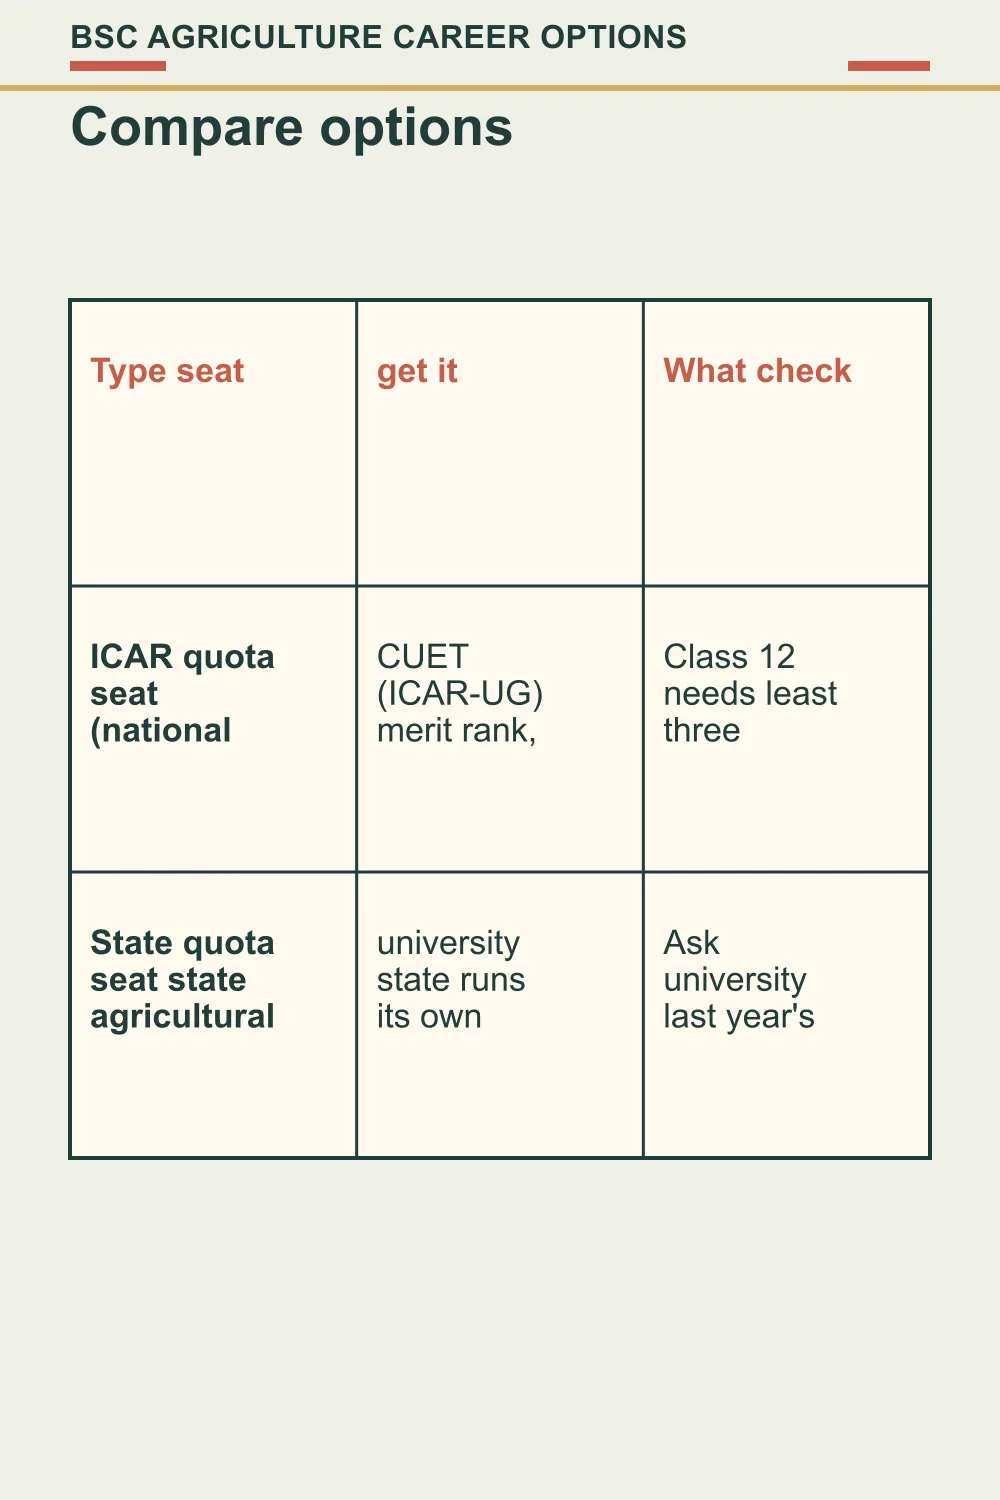 BSC AGRICULTURE CAREER OPTIONS
Compare options
Type seat
get it
What check
ICAR quota
seat
(national
CUET
(ICAR-UG)
merit rank,
Class 12
needs least
three
State quota
seat state
agricultural
university
state runs
its own
Ask
university
last year's